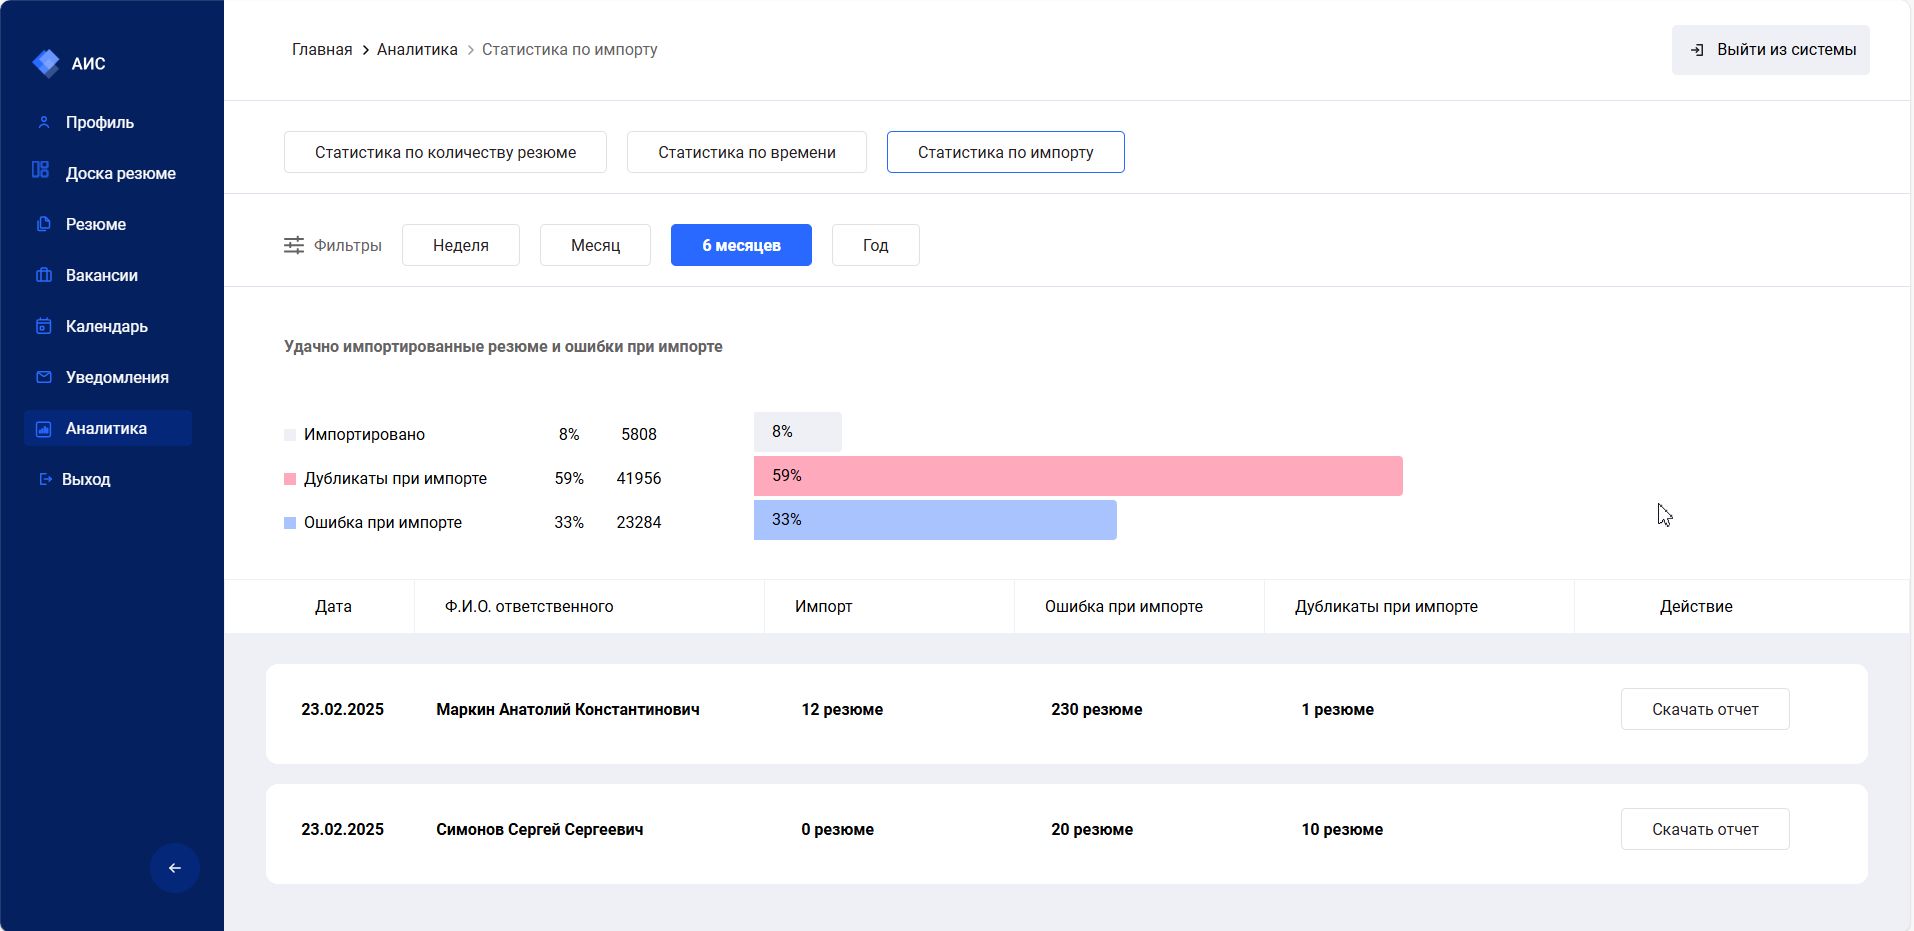 АИС
Профиль
Доска резюме
Резюме
Вакансии
Календарь
Уведомления
Аналитика
Выход
Главная > Аналитика > Статистика по импорту
Выйти из системы
Статистика по количеству резюме
Статистика по времени
Статистика по импорту
Фильтры
Неделя
Месяц
6 месяцев
Год
Удачно импортированные резюме и ошибки при импорте
Импортировано 8% 5808 8%
Дубликаты при импорте 59% 41956 59%
Ошибка при импорте 33% 23284 33%
Дата Ф.И.О. ответственного Импорт Ошибка при импорте Дубликаты при импорте Действие
23.02.2025 Маркин Анатолий Константинович 12 резюме 230 резюме 1 резюме Скачать отчет
23.02.2025 Симонов Сергей Сергеевич 0 резюме 20 резюме 10 резюме Скачать отчет